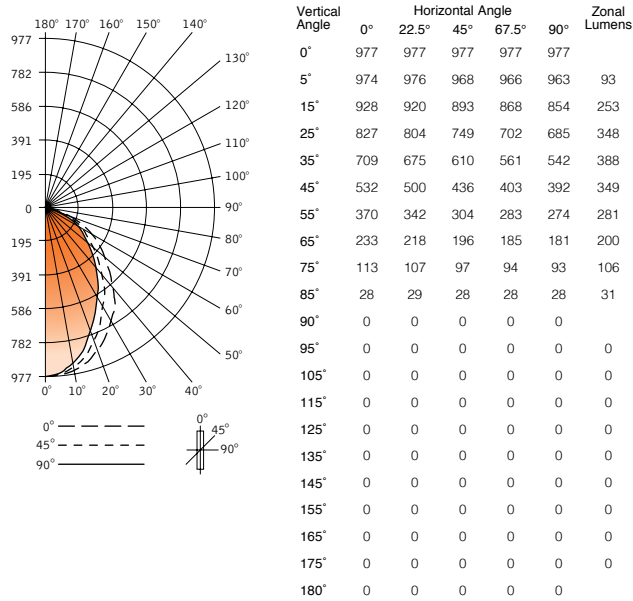 180° 170° 160° 150° 140°
977
782
586
391
195
0
195
391
586
782
977
130°
120°
110°
100°
90°
80°
70°
60°
50°
0° 10° 20° 30° 40°
0°
45°
90°
0°
45°
90°
Vertical Angle Horizontal Angle Zonal Lumens
0° 22.5° 45° 67.5° 90°
0° 977 977 977 977 977
5° 974 976 968 966 963 93
15° 928 920 893 868 854 253
25° 827 804 749 702 685 348
35° 709 675 610 561 542 388
45° 532 500 436 403 392 349
55° 370 342 304 283 274 281
65° 233 218 196 185 181 200
75° 113 107 97 94 93 106
85° 28 29 28 28 28 31
90° 0 0 0 0 0
95° 0 0 0 0 0 0
105° 0 0 0 0 0 0
115° 0 0 0 0 0 0
125° 0 0 0 0 0 0
135° 0 0 0 0 0 0
145° 0 0 0 0 0 0
155° 0 0 0 0 0 0
165° 0 0 0 0 0 0
175° 0 0 0 0 0 0
180° 0 0 0 0 0